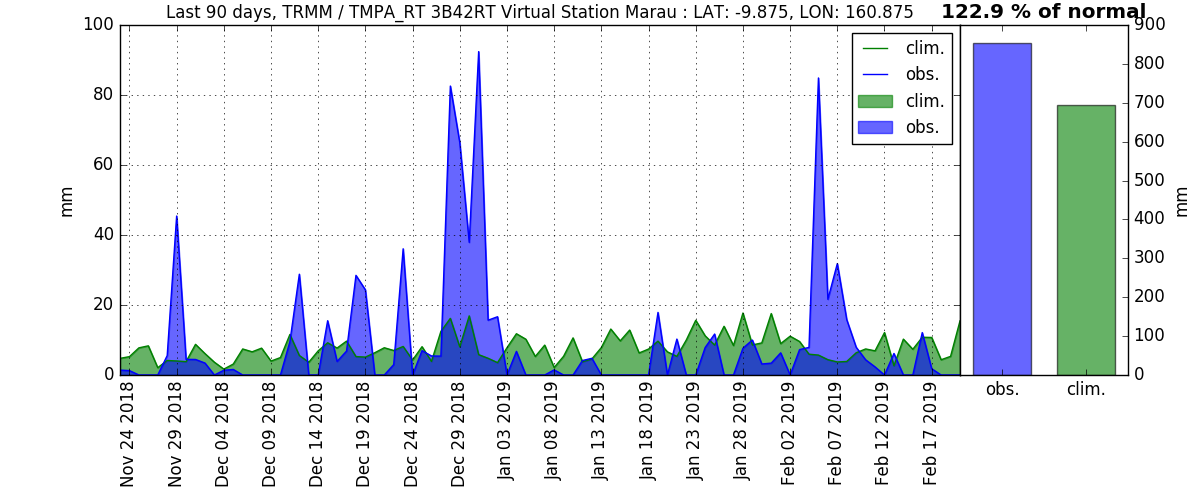 Last 90 days, TRMM / TMPA_RT 3B42RT Virtual Station Marau : LAT: -9.875, LON: 160.875
122.9 % of normal
100
80
60
40
20
0
mm
clim.
obs.
clim.
obs.
900
800
700
600
500
400
300
200
100
0
mm
Nov 24 2018
Nov 29 2018
Dec 04 2018
Dec 09 2018
Dec 14 2018
Dec 19 2018
Dec 24 2018
Dec 29 2018
Jan 03 2019
Jan 08 2019
Jan 13 2019
Jan 18 2019
Jan 23 2019
Jan 28 2019
Feb 02 2019
Feb 07 2019
Feb 12 2019
Feb 17 2019
obs.
clim.